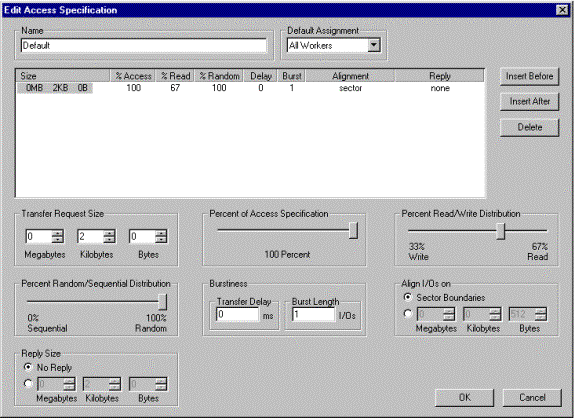 Edit Access Specification
Name
Default Assignment
Default
All Workers
Size % Access % Read % Random Delay Burst Alignment Reply
0MB 2KB 0B 100 67 100 0 1 sector none
Insert Before
Insert After
Delete
Transfer Request Size
0 2 0
Megabytes Kilobytes Bytes
Percent of Access Specification
100 Percent
Percent Read/Write Distribution
33% 67%
Write Read
Percent Random/Sequential Distribution
0% 100%
Sequential Random
Burstiness
Transfer Delay Burst Length
0 ms 1 I/Os
Align I/Os on
Sector Boundaries
0 0 512
Megabytes Kilobytes Bytes
Reply Size
No Reply
0 2 0
Megabytes Kilobytes Bytes
OK Cancel